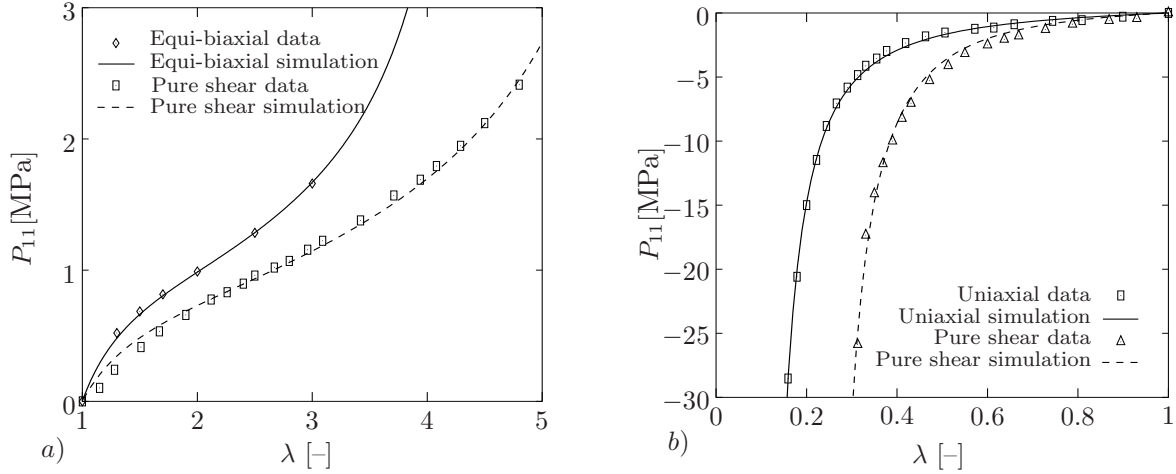 3
2
1
0
P11[MPa]
Equi-biaxial data
Equi-biaxial simulation
Pure shear data
Pure shear simulation
1
2
3
4
5
λ [–]
a)
0
−5
−10
−15
−20
−25
−30
P11[MPa]
Uniaxial data
Uniaxial simulation
Pure shear data
Pure shear simulation
0
0.2
0.4
0.6
0.8
1
λ [–]
b)